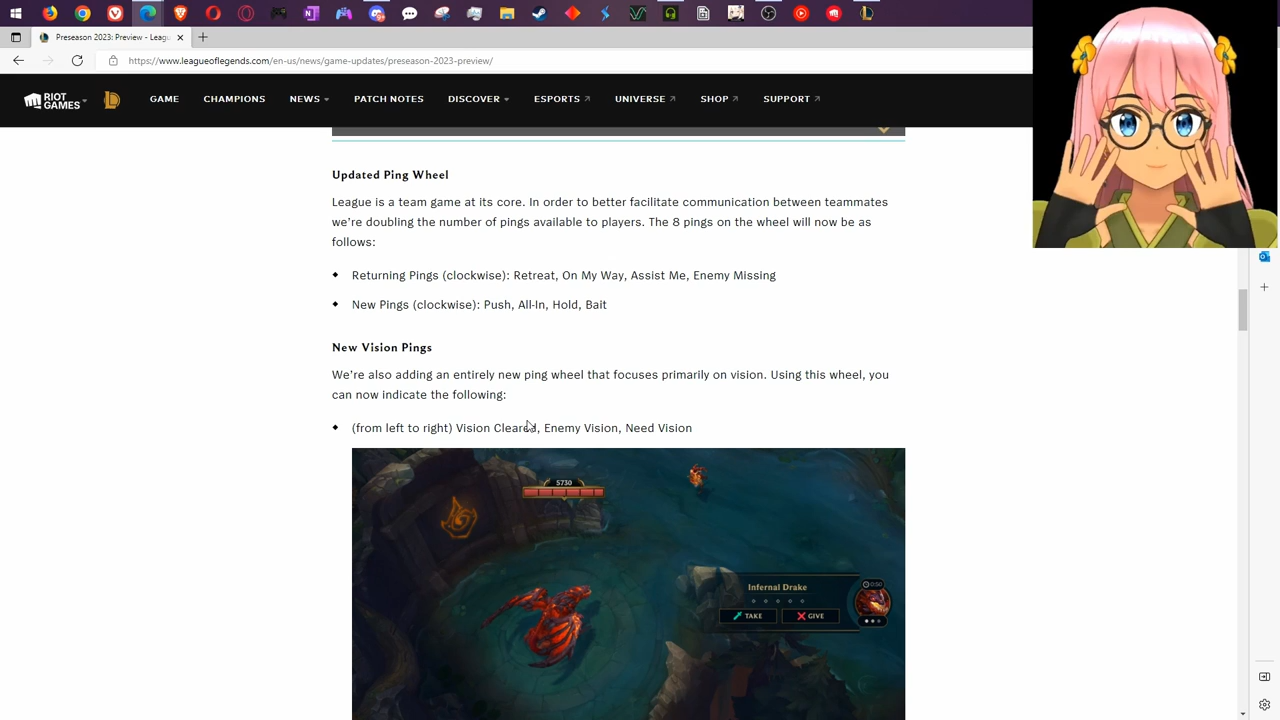 Preseason 2023: Preview - Leagu
https://www.leagueoflegends.com/en-us/news/game-updates/preseason-2023-preview/
RIOT GAMES
GAME
CHAMPIONS
NEWS
PATCH NOTES
DISCOVER
ESPORTS
UNIVERSE
SHOP
SUPPORT
Updated Ping Wheel
League is a team game at its core. In order to better facilitate communication between teammates
we're doubling the number of pings available to players. The 8 pings on the wheel will now be as
follows:
Returning Pings (clockwise): Retreat, On My Way, Assist Me, Enemy Missing
New Pings (clockwise): Push, All-In, Hold, Bait
New Vision Pings
We're also adding an entirely new ping wheel that focuses primarily on vision. Using this wheel, you
can now indicate the following:
(from left to right) Vision Cleared, Enemy Vision, Need Vision
5730
Infernal Drake
0:50
TAKE
GIVE